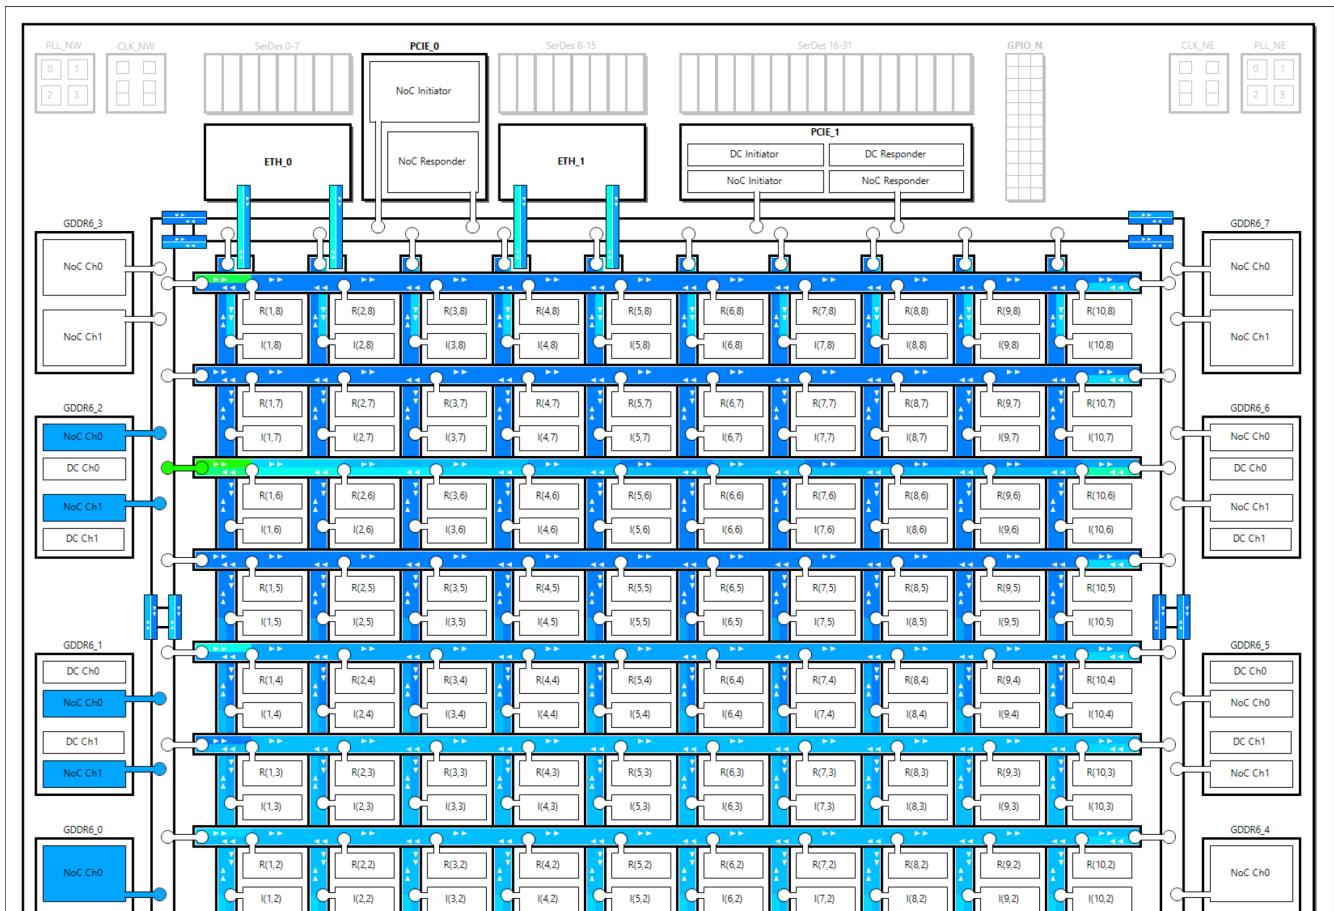 PLL_NW CLK_NW SerDes 0-7 PCIE_0 SerDes 8-15 SerDes 16-31 GPIO_N CLK_NE PLL_NE
0 1 0 1
2 3 2 3
NoC Initiator
ETH_0 NoC Responder ETH_1
PCIE_1
DC Initiator DC Responder
NoC Initiator NoC Responder
GDDR6_3
NoC Ch0
NoC Ch1
GDDR6_7
NoC Ch0
NoC Ch1
R(1,8) R(2,8) R(3,8) R(4,8) R(5,8) R(6,8) R(7,8) R(8,8) R(9,8) R(10,8)
I(1,8) I(2,8) I(3,8) I(4,8) I(5,8) I(6,8) I(7,8) I(8,8) I(9,8) I(10,8)
R(1,7) R(2,7) R(3,7) R(4,7) R(5,7) R(6,7) R(7,7) R(8,7) R(9,7) R(10,7)
I(1,7) I(2,7) I(3,7) I(4,7) I(5,7) I(6,7) I(7,7) I(8,7) I(9,7) I(10,7)
GDDR6_2
NoC Ch0
DC Ch0
NoC Ch1
DC Ch1
GDDR6_6
NoC Ch0
DC Ch0
NoC Ch1
DC Ch1
R(1,6) R(2,6) R(3,6) R(4,6) R(5,6) R(6,6) R(7,6) R(8,6) R(9,6) R(10,6)
I(1,6) I(2,6) I(3,6) I(4,6) I(5,6) I(6,6) I(7,6) I(8,6) I(9,6) I(10,6)
R(1,5) R(2,5) R(3,5) R(4,5) R(5,5) R(6,5) R(7,5) R(8,5) R(9,5) R(10,5)
I(1,5) I(2,5) I(3,5) I(4,5) I(5,5) I(6,5) I(7,5) I(8,5) I(9,5) I(10,5)
GDDR6_1
DC Ch0
NoC Ch0
DC Ch1
NoC Ch1
GDDR6_5
DC Ch0
NoC Ch0
DC Ch1
NoC Ch1
R(1,4) R(2,4) R(3,4) R(4,4) R(5,4) R(6,4) R(7,4) R(8,4) R(9,4) R(10,4)
I(1,4) I(2,4) I(3,4) I(4,4) I(5,4) I(6,4) I(7,4) I(8,4) I(9,4) I(10,4)
R(1,3) R(2,3) R(3,3) R(4,3) R(5,3) R(6,3) R(7,3) R(8,3) R(9,3) R(10,3)
I(1,3) I(2,3) I(3,3) I(4,3) I(5,3) I(6,3) I(7,3) I(8,3) I(9,3) I(10,3)
GDDR6_0
NoC Ch0
GDDR6_4
NoC Ch0
R(1,2) R(2,2) R(3,2) R(4,2) R(5,2) R(6,2) R(7,2) R(8,2) R(9,2) R(10,2)
I(1,2) I(2,2) I(3,2) I(4,2) I(5,2) I(6,2) I(7,2) I(8,2) I(9,2) I(10,2)